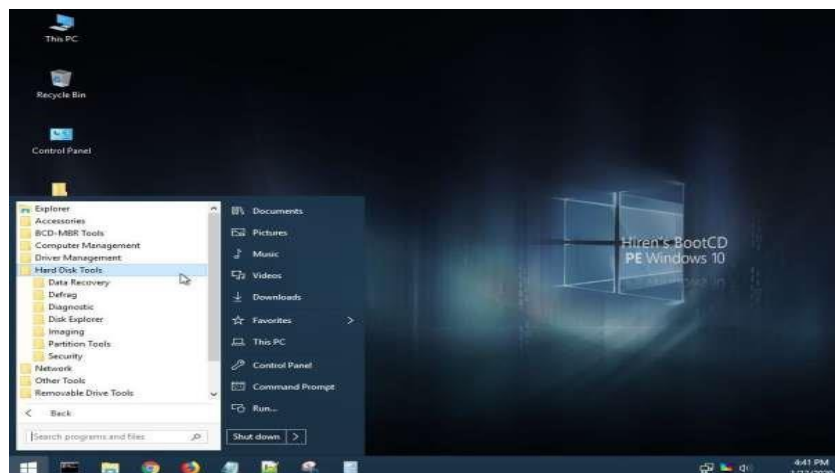 This PC
Recycle Bin
Control Panel
Explorer
Accessories
BCD-MBR Tools
Computer Management
Driver Management
Hard Disk Tools
Data Recovery
Defrag
Diagnostic
Disk Explorer
Imaging
Partition Tools
Security
Network
Other Tools
Removable Drive Tools
Back
Search programs and files
Documents
Pictures
Music
Videos
Downloads
Favorites
This PC
Control Panel
Command Prompt
Run...
Shut down
Hiren's BootCD
PE Windows 10
4:41 PM